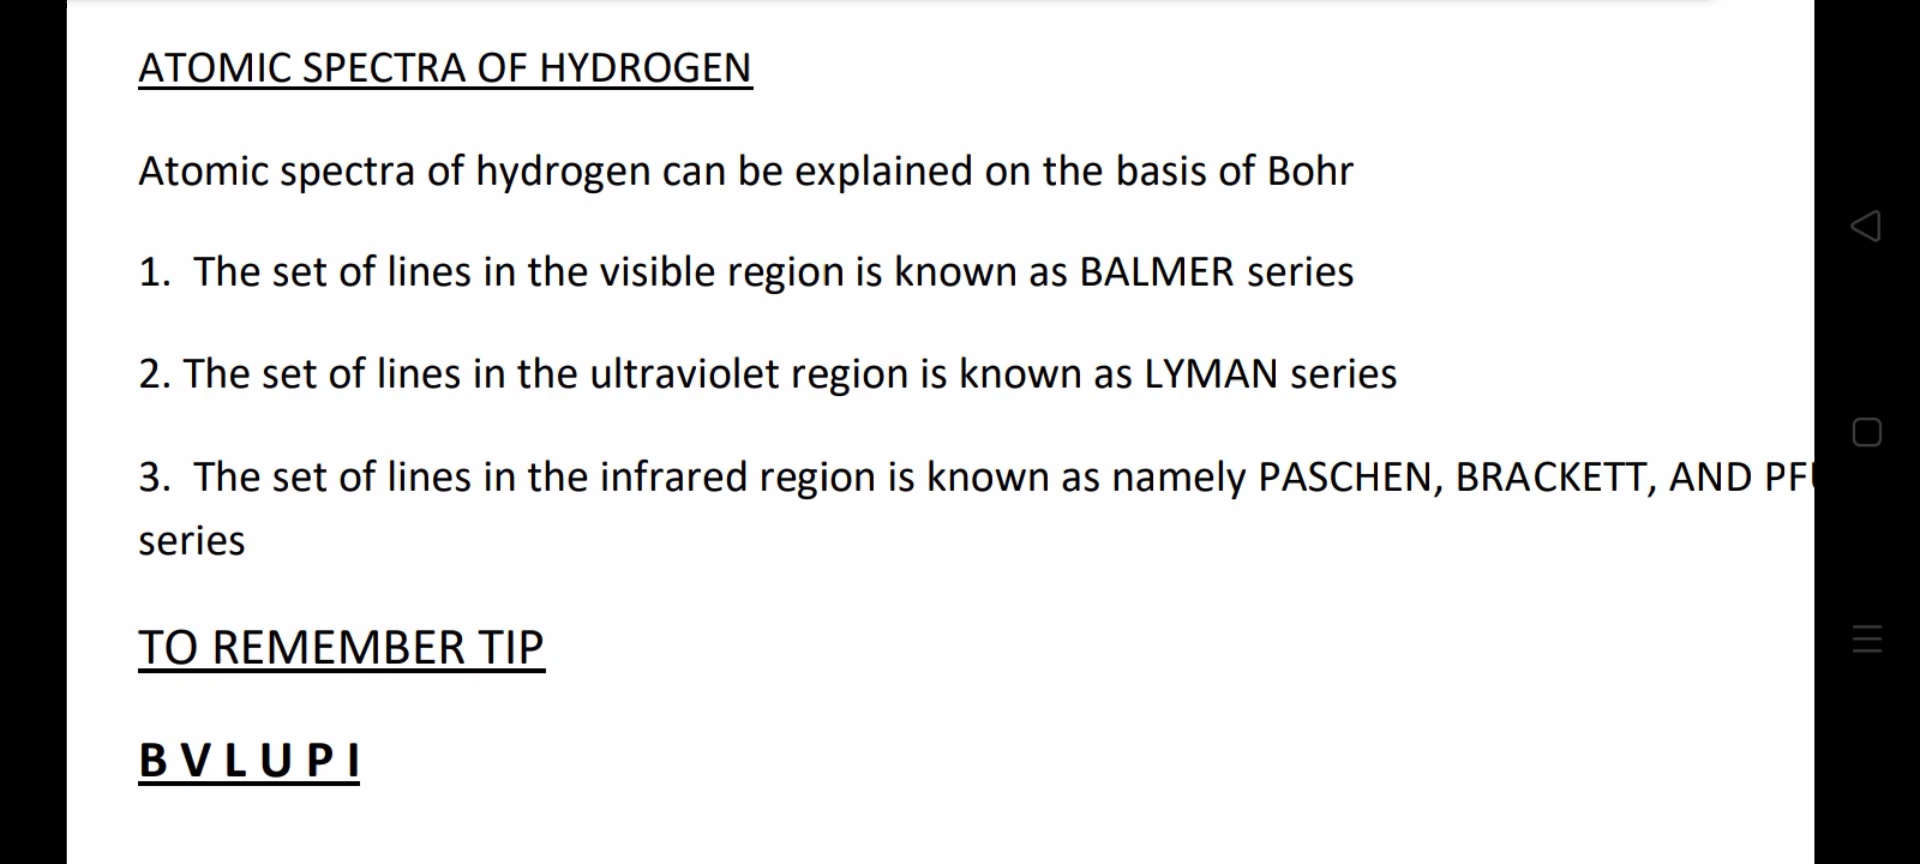 ATOMIC SPECTRA OF HYDROGEN
Atomic spectra of hydrogen can be explained on the basis of Bohr
1. The set of lines in the visible region is known as BALMER series
2. The set of lines in the ultraviolet region is known as LYMAN series
3. The set of lines in the infrared region is known as namely PASCHEN, BRACKETT, AND
series
TO REMEMBER TIP
B V L U P I